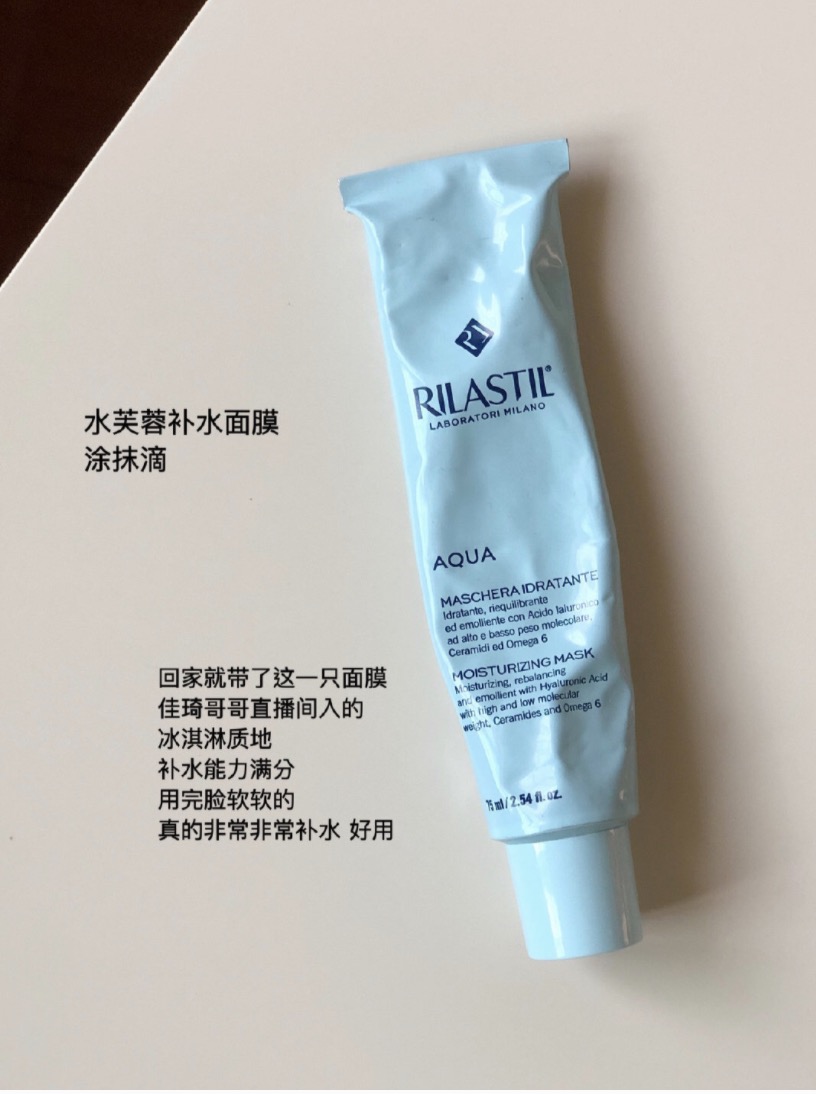 RILASTIL®
LABORATORI MILANO
水芙蓉补水面膜
涂抹滴
AQUA
MASCHERA IDRATANTE
Idratante, riequilibrante
ed emolliente con Acido Ialuronico
ad alto e basso peso molecolare,
Ceramidi ed Omega 6
MOISTURIZING MASK
Moisturizing, rebalancing
and emollient with Hyaluronic Acid
with high and low molecular
weight, Ceramides and Omega 6
75 ml / 2.54 fl. oz.
回家就带了这一只面膜
佳琦哥哥直播间入的
冰淇淋质地
补水能力满分
用完脸软软的
真的非常非常补水 好用